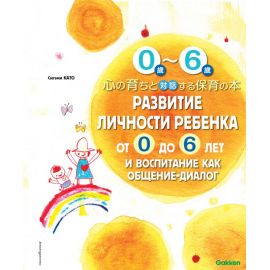 0歳〜6歳
心の育ちと対話する保育の本
Сигэми КАТО
РАЗВИТИЕ
ЛИЧНОСТИ РЕБЕНКА
ОТ 0 ДО 6 ЛЕТ
И ВОСПИТАНИЕ КАК
ОБЩЕНИЕ-ДИАЛОГ
Gakken